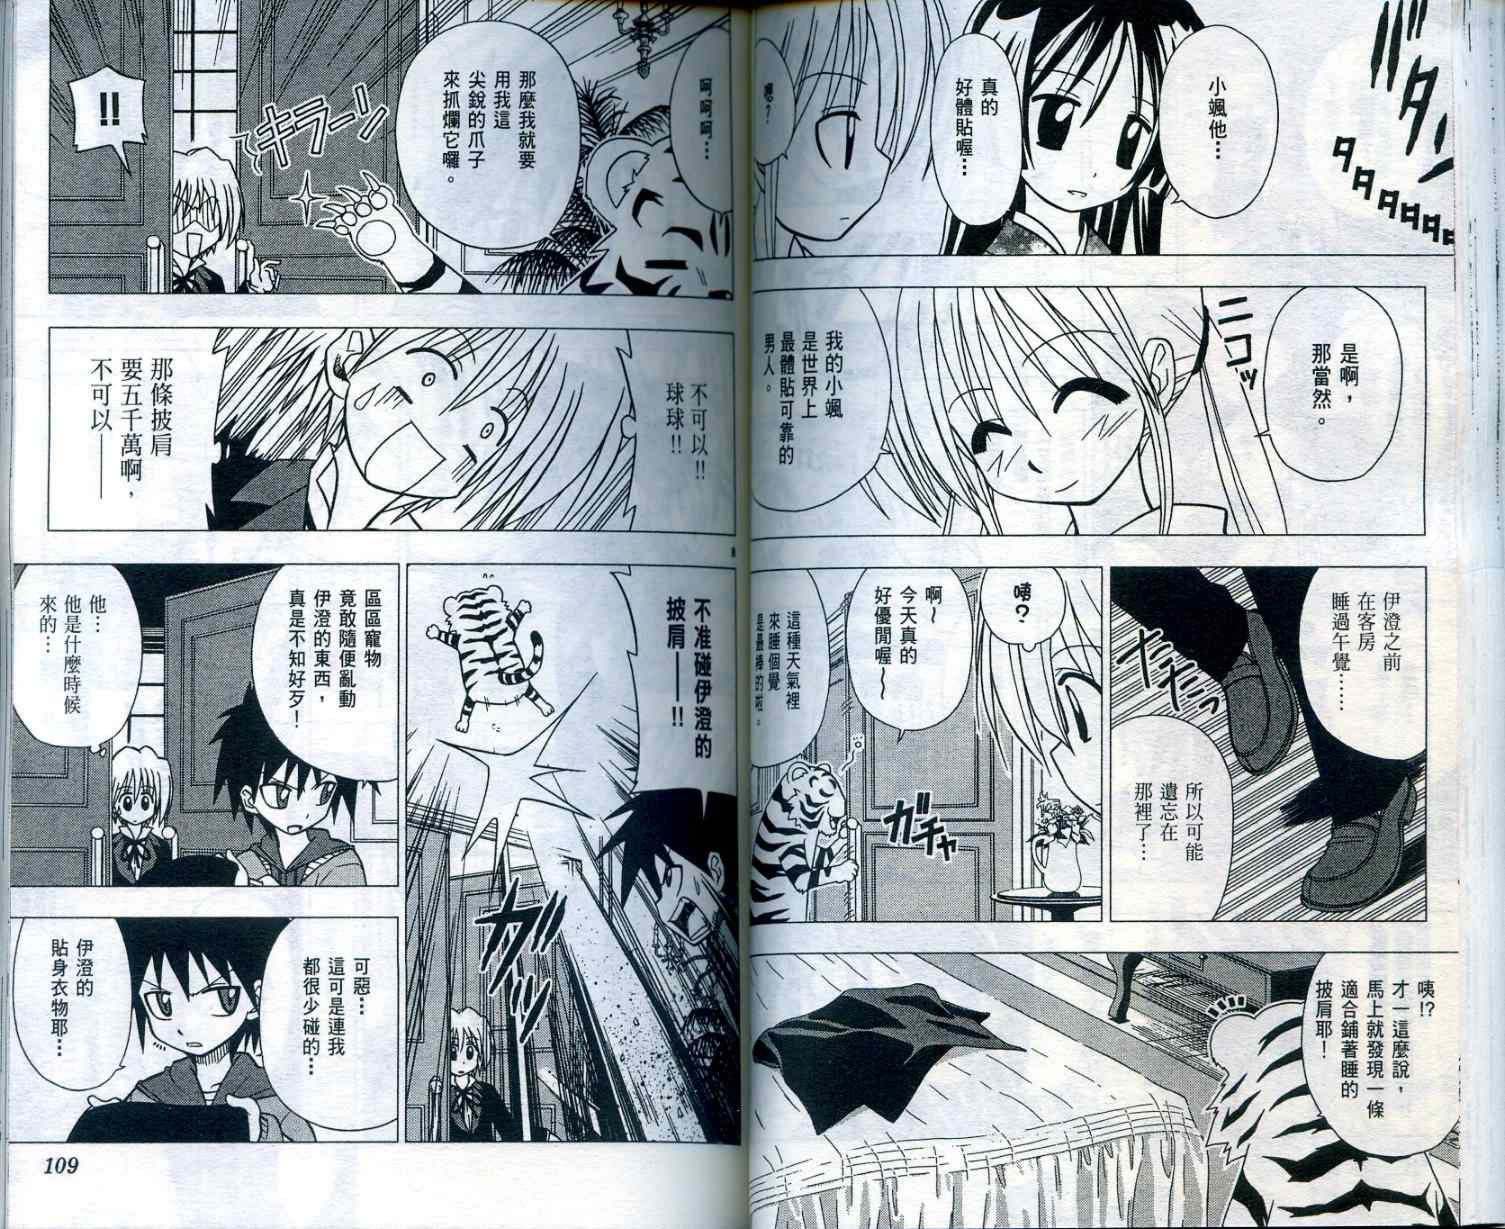 ダッ
タタタタタタタ
小颯他…
真的
好體貼喔…
嗯?
ニコッ
是啊，
那當然。
我的小颯
是世界上
最體貼可靠的
男人。
伊澄之前
在客房
睡過午覺……
タッ
タッ
所以可能
遺忘在
那裡了…
唷?
啊～
今天真的
好優閒喔～
這種天氣裡
來睡個覺
是最棒的啦。
ガチャ
咦!?
才一這麼說，
馬上就發現一條
適合鋪著睡的
披肩耶！
呵呵呵…
那麼我就要
用我這
尖銳的爪子
來抓爛它囉。
キラーン
!!
不可以!!
球球!!
那條披肩
要五千萬啊，
不可以——
不准碰伊澄的
披肩——!!
ガッ
區區寵物
竟敢隨便亂動
伊澄的東西，
真是不知好歹！
他…
他是什麼時候
來的…
可惡…
這可是連我
都很少碰的…
伊澄的
貼身衣物耶…
109